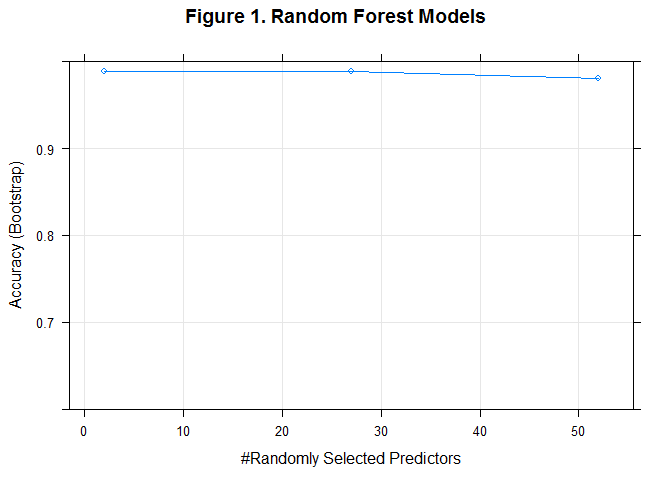 Figure 1. Random Forest Models
Accuracy (Bootstrap)
0.9
0.8
0.7
0 10 20 30 40 50
#Randomly Selected Predictors